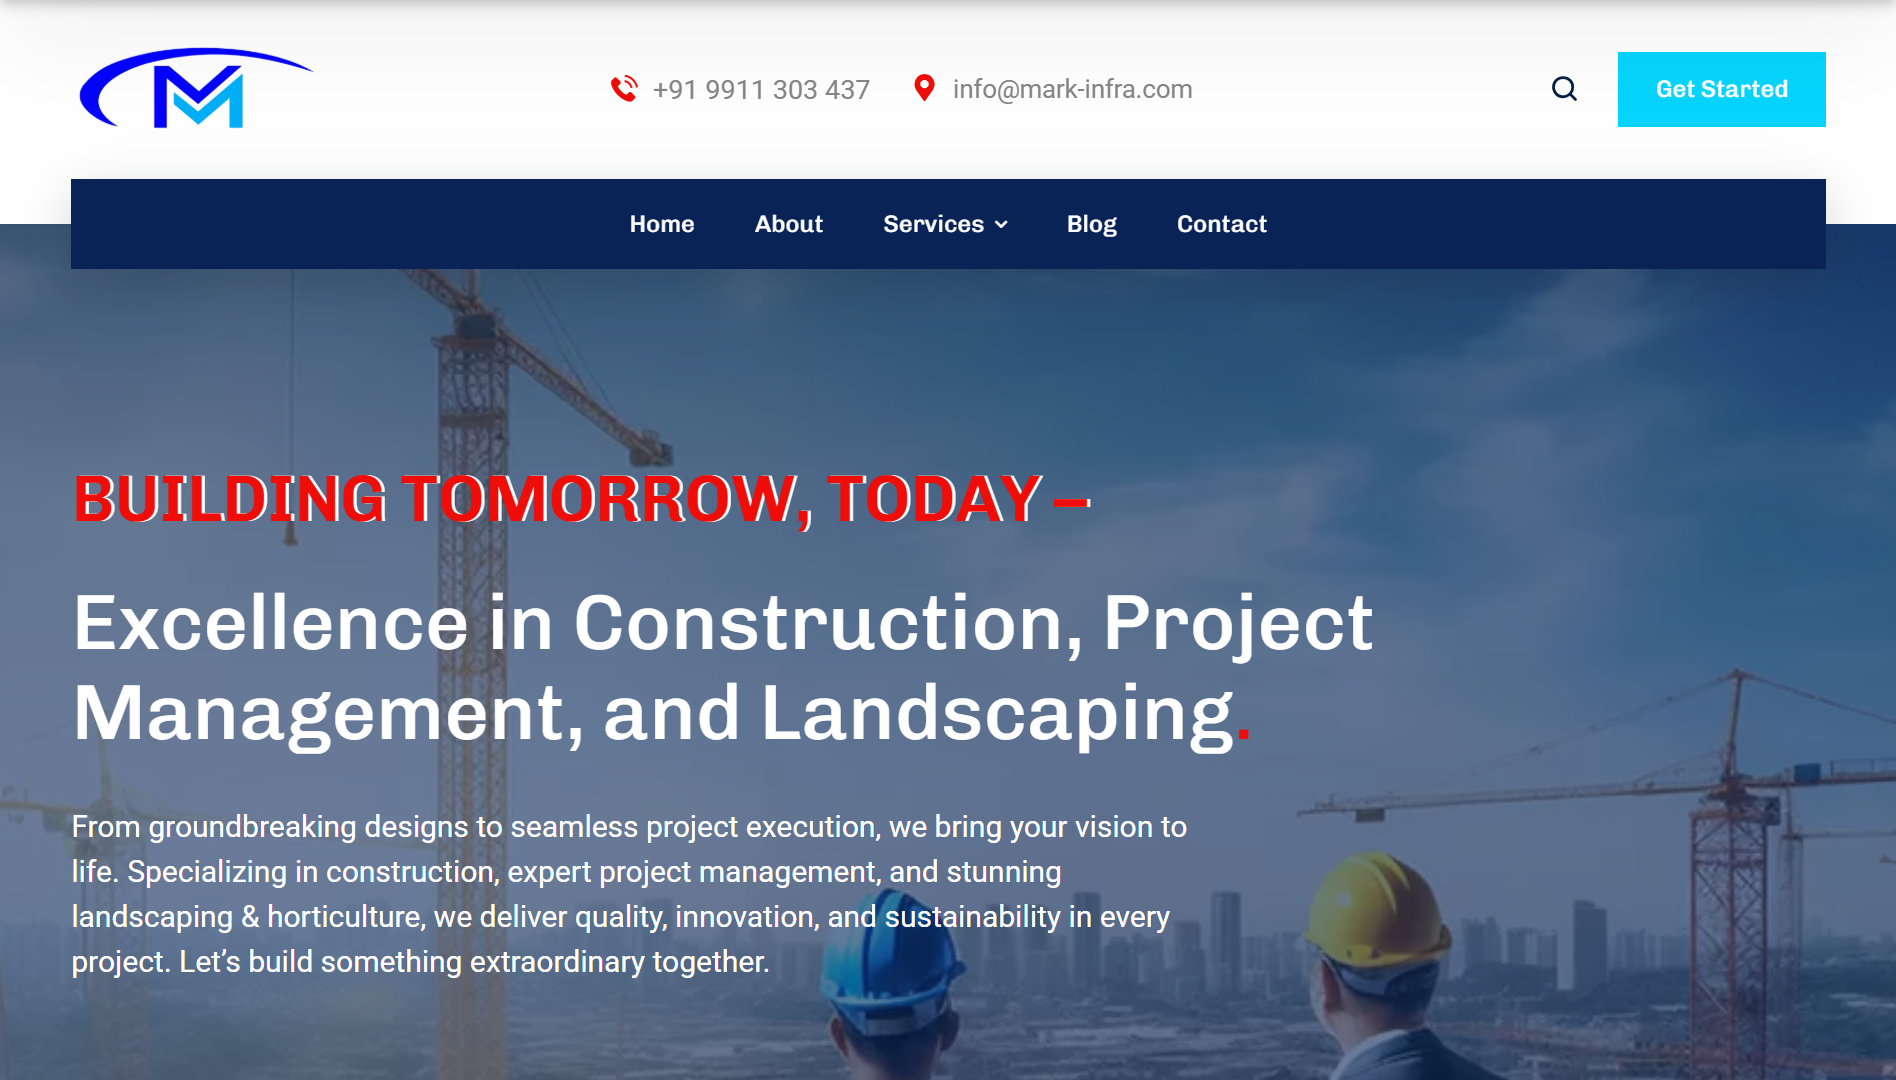 +91 9911 303 437
info@mark-infra.com
Get Started
Home About Services Blog Contact
BUILDING TOMORROW, TODAY –
Excellence in Construction, Project
Management, and Landscaping.
From groundbreaking designs to seamless project execution, we bring your vision to
life. Specializing in construction, expert project management, and stunning
landscaping & horticulture, we deliver quality, innovation, and sustainability in every
project. Let’s build something extraordinary together.